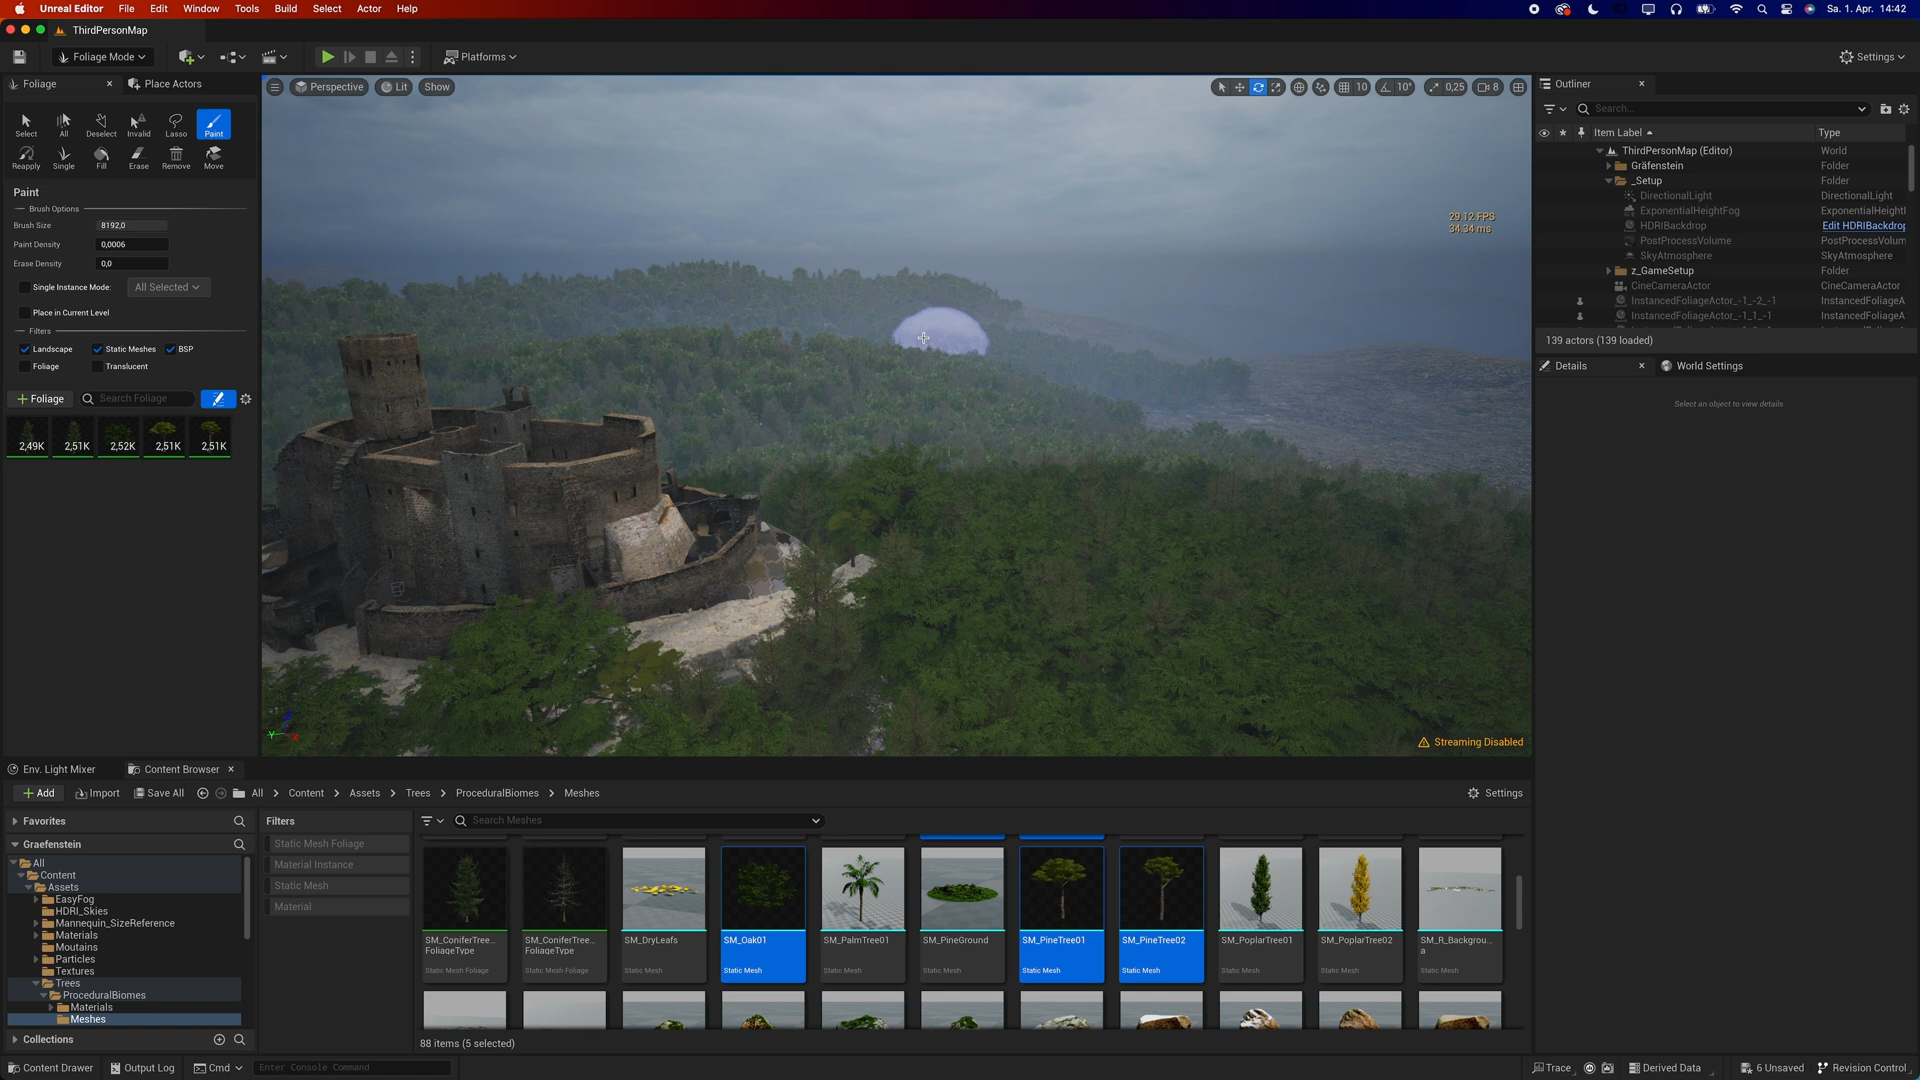 Unreal Editor File Edit Window Tools Build Select Actor Help
Sa. 1. Apr. 14:42
ThirdPersonMap
Foliage Mode
Platforms
Settings
Foliage
Place Actors
Select All Deselect Invalid Lasso Paint
Reapply Single Fill Erase Remove Move
Paint
Brush Options
Brush Size 8192,0
Paint Density 0,0006
Erase Density 0,0
Single Instance Mode: All Selected
Place in Current Level
Filters
Landscape Static Meshes BSP
Foliage Translucent
Foliage Search Foliage
2,49K 2,51K 2,52K 2,51K 2,51K
Perspective Lit Show
10 10° 0,25 8
29.12 FPS
34.34 ms
Streaming Disabled
Outliner
Search...
Item Label Type
ThirdPersonMap (Editor) World
Gräfenstein Folder
_Setup Folder
DirectionalLight DirectionalLight
ExponentialHeightFog ExponentialHeightI
HDRIBackdrop Edit HDRIBackdrop
PostProcessVolume PostProcessVolum
SkyAtmosphere SkyAtmosphere
z_GameSetup Folder
CineCameraActor CineCameraActor
InstancedFoliageActor_-1_-2_-1 InstancedFoliageA
InstancedFoliageActor_-1_1_-1 InstancedFoliageA
139 actors (139 loaded)
Details
World Settings
Select an object to view details
Env. Light Mixer
Content Browser
Add Import Save All All Content Assets Trees ProceduralBiomes Meshes
Settings
Favorites
Graefenstein
All
Content
Assets
EasyFog
HDRI_Skies
Mannequin_SizeReference
Materials
Moutains
Particles
Textures
Trees
ProceduralBiomes
Materials
Meshes
Collections
Filters
Static Mesh Foliage
Material Instance
Static Mesh
Material
Search Meshes
SM_ConiferTree...
FoliageType
Static Mesh Foliage
SM_ConiferTree...
FoliageType
Static Mesh Foliage
SM_DryLeafs
Static Mesh
SM_Oak01
Static Mesh
SM_PalmTree01
Static Mesh
SM_PineGround
Static Mesh
SM_PineTree01
Static Mesh
SM_PineTree02
Static Mesh
SM_PoplarTree01
Static Mesh
SM_PoplarTree02
Static Mesh
SM_R_Backgrou...
a
Static Mesh
88 items (5 selected)
Content Drawer Output Log Cmd Enter Console Command
Trace Derived Data 6 Unsaved Revision Control